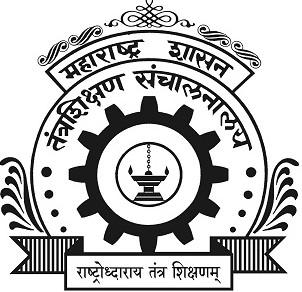 महाराष्ट्र शासन
तंत्रशिक्षण संचालनालय
राष्ट्रोध्दाराय तंत्र शिक्षणम्